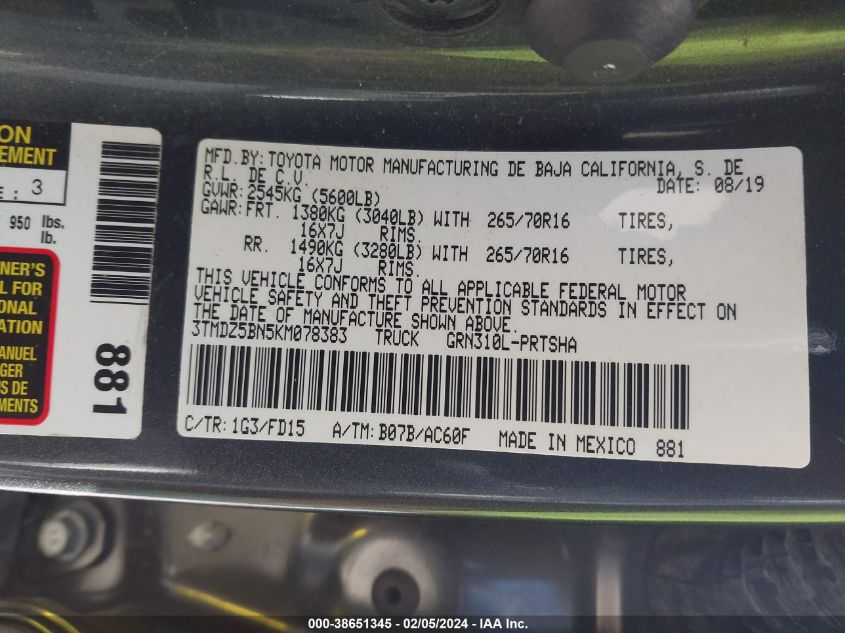 ON
EMENT
E : 3
950 lbs.
lb.
NER'S
L FOR
ONAL
ATION
ANUEL
GER
US DE
MENTS
881
MFD.BY: TOYOTA MOTOR MANUFACTURING DE BAJA CALIFORNIA, S. DE
R.L. DE C.V. DATE: 08/19
GVWR: 2545KG (5600LB)
GAWR: FRT. 1380KG (3040LB) WITH 265/70R16 TIRES,
16X7J RIMS.
RR. 1490KG (3280LB) WITH 265/70R16 TIRES,
16X7J RIMS.
THIS VEHICLE CONFORMS TO ALL APPLICABLE FEDERAL MOTOR
VEHICLE SAFETY AND THEFT PREVENTION STANDARDS IN EFFECT ON
THE DATE OF MANUFACTURE SHOWN ABOVE.
3TMDZ5BN5KM078383 TRUCK GRN310L-PRTSHA
C/TR: 1G3/FD15 A/TM: B07B/AC60F MADE IN MEXICO 881
000-38651345 - 02/05/2024 - IAA Inc.